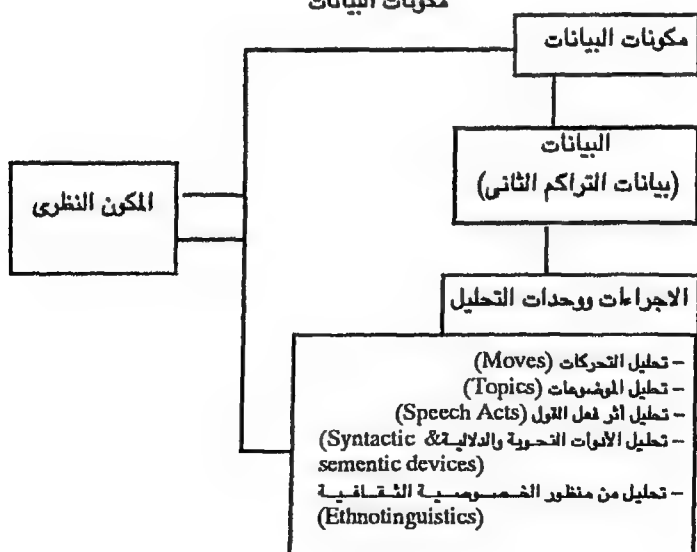 مكونات البيانات
مكونات البيانات
البيانات
(بيانات التراكم الثانى)
المكون النظرى
الاجراءات ووحدات التحليل
– تحليل التحركات (Moves)
– تحليل الموضوعات (Topics)
– تحليل أثر فعل القول (Speech Acts)
– تحليل الأدوات النحوية والدلالية (Syntactic &
sementic devices)
– تحليل من منظور الخصوصية الثقافية
(Ethnotinguistics)